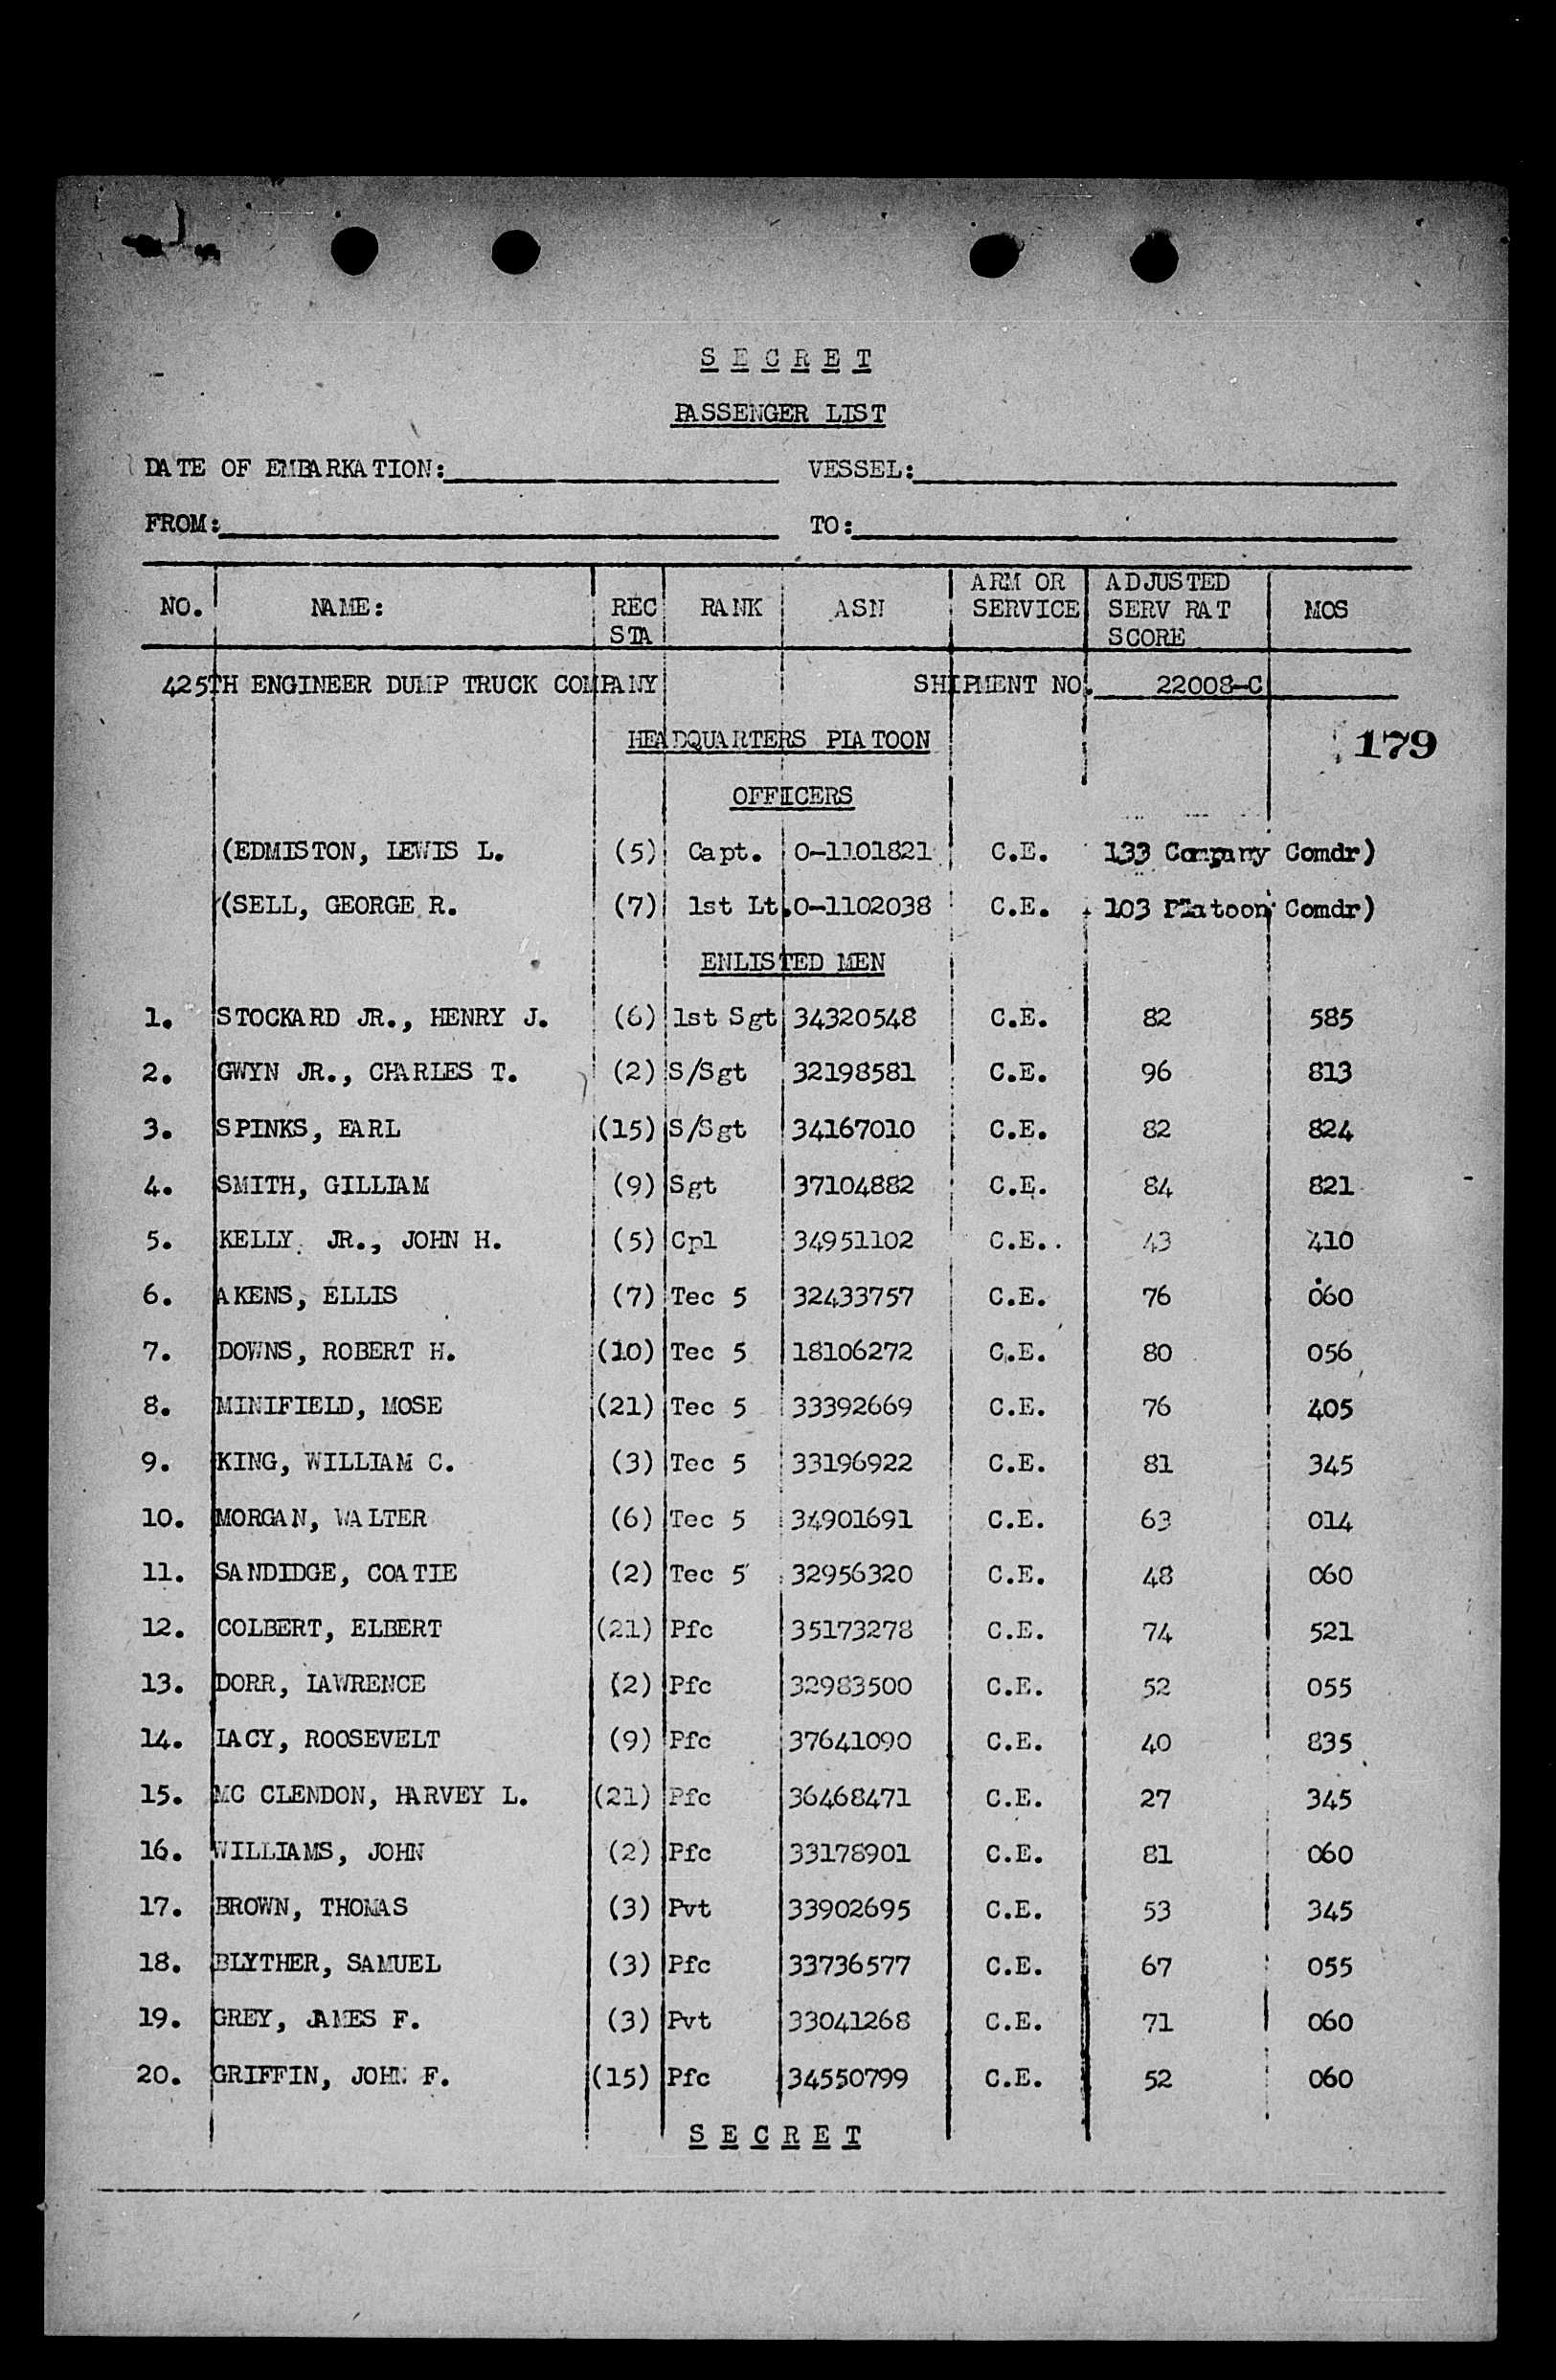 S E C R E T
PASSENGER LIST
DATE OF EMBARKATION: VESSEL:
FROM: TO:
NO. NAME: REC STA RANK ASN ARM OR SERVICE ADJUSTED SERV RAT SCORE MOS
425TH ENGINEER DUMP TRUCK COMPANY SHIPMENT NO. 22008-C
HEADQUARTERS PLATOON 179
OFFICERS
(EDMISTON, LEWIS L. (5) Capt. O-1101821 C.E. 133 Company Comdr)
(SELL, GEORGE R. (7) 1st Lt. O-1102038 C.E. 103 Platoon Comdr)
ENLISTED MEN
1. STOCKARD JR., HENRY J. (6) 1st Sgt 34320548 C.E. 82 585
2. GWYN JR., CHARLES T. (2) S/Sgt 32198581 C.E. 96 813
3. SPINKS, EARL (15) S/Sgt 34167010 C.E. 82 824
4. SMITH, GILLIAM (9) Sgt 37104882 C.E. 84 821
5. KELLY JR., JOHN H. (5) Cpl 34951102 C.E. 43 410
6. AKENS, ELLIS (7) Tec 5 32433757 C.E. 76 060
7. DOWNS, ROBERT H. (10) Tec 5 18106272 C.E. 80 056
8. MINIFIELD, MOSE (21) Tec 5 33392669 C.E. 76 405
9. KING, WILLIAM C. (3) Tec 5 33196922 C.E. 81 345
10. MORGAN, WALTER (6) Tec 5 34901691 C.E. 63 014
11. SANDIDGE, COATIE (2) Tec 5 32956320 C.E. 48 060
12. COLBERT, ELBERT (21) Pfc 35173278 C.E. 74 521
13. DORR, LAWRENCE (2) Pfc 32983500 C.E. 52 055
14. LACY, ROOSEVELT (9) Pfc 37641090 C.E. 40 835
15. MC CLENDON, HARVEY L. (21) Pfc 36468471 C.E. 27 345
16. WILLIAMS, JOHN (2) Pfc 33178901 C.E. 81 060
17. BROWN, THOMAS (3) Pvt 33902695 C.E. 53 345
18. BLYTHER, SAMUEL (3) Pfc 33736577 C.E. 67 055
19. GREY, JAMES F. (3) Pvt 33041268 C.E. 71 060
20. GRIFFIN, JOHN F. (15) Pfc 34550799 C.E. 52 060
S E C R E T